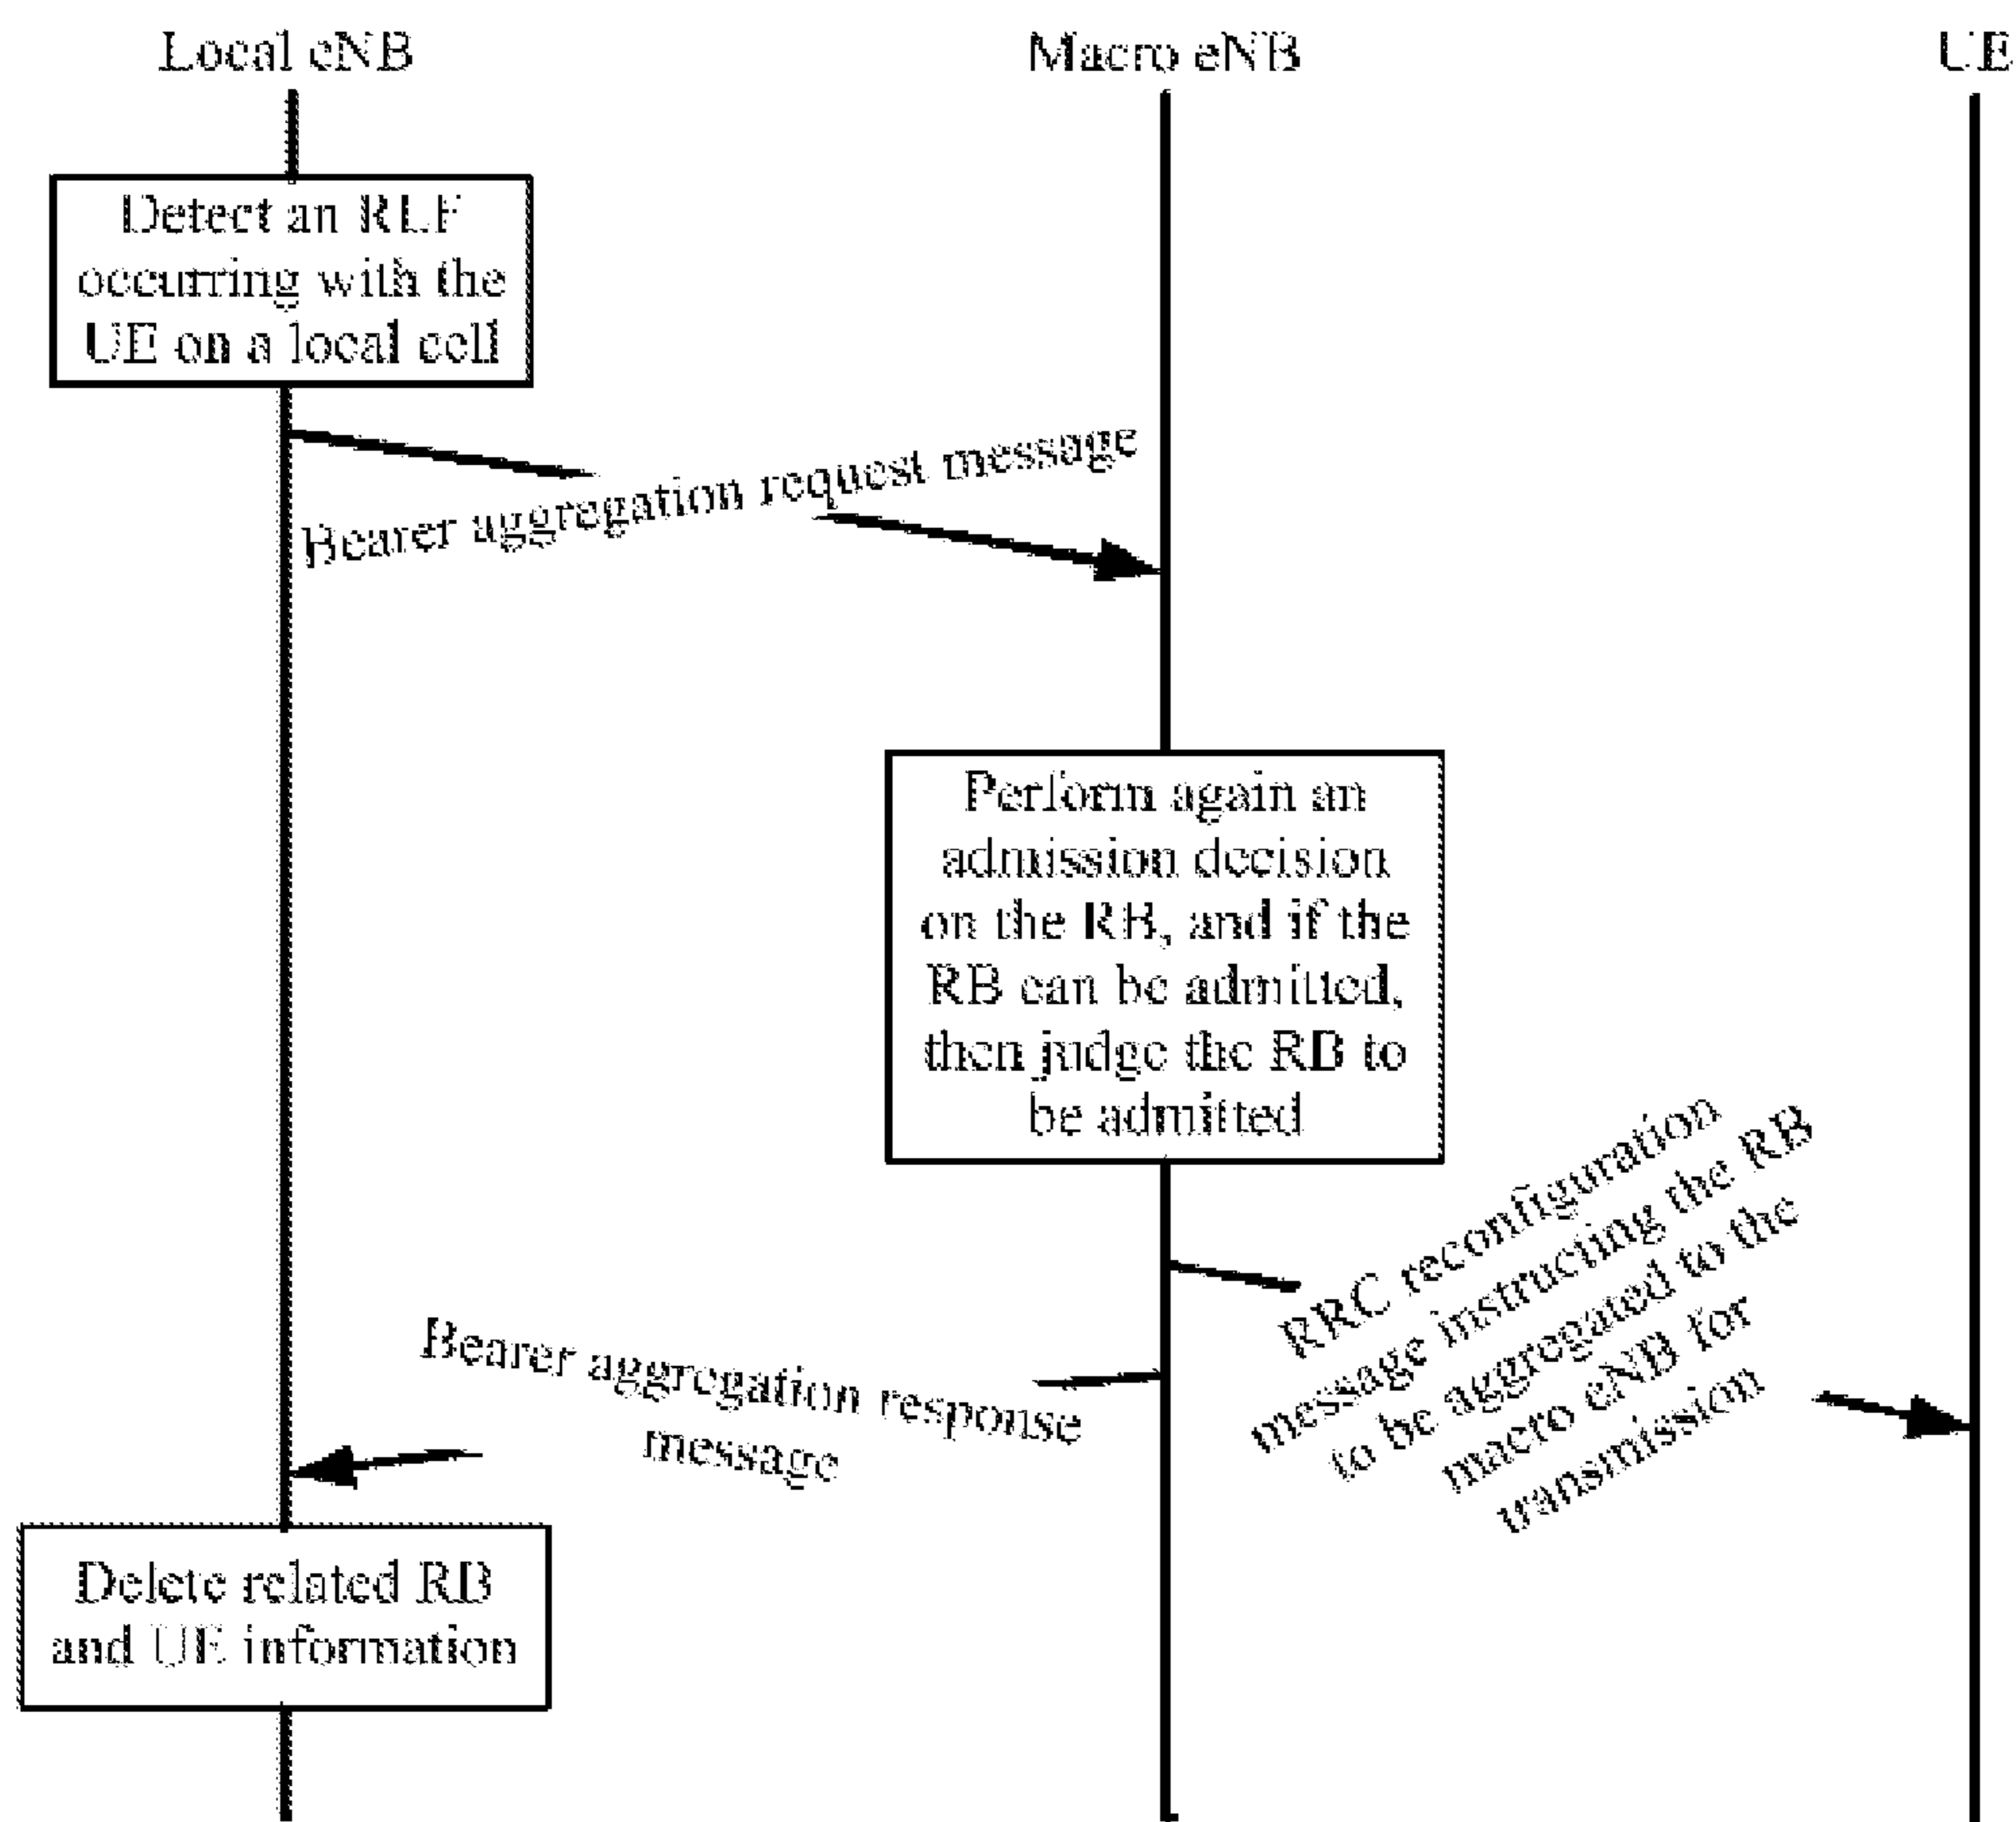 Local eNB
Macro eNB
UE
Detect an RLF
occurring with the
UE on a local cell
Bearer aggregation request message
Perform again an
admission decision
on the RB, and if the
RB can be admitted,
then judge the RB to
be admitted
RRC reconfiguration
message instructing the RB
to be aggregated to the
macro eNB for
transmission
Bearer aggregation response
message
Delete related RB
and UE information